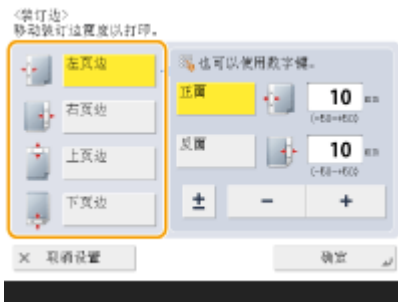 <装订边>
移动装订边宽度以打印。
左页边
右页边
上页边
下页边
也可以使用数字键。
正面
10 mm
(-50~+50)
反面
10 mm
(-50~+50)
± − +
× 取消设置
确定